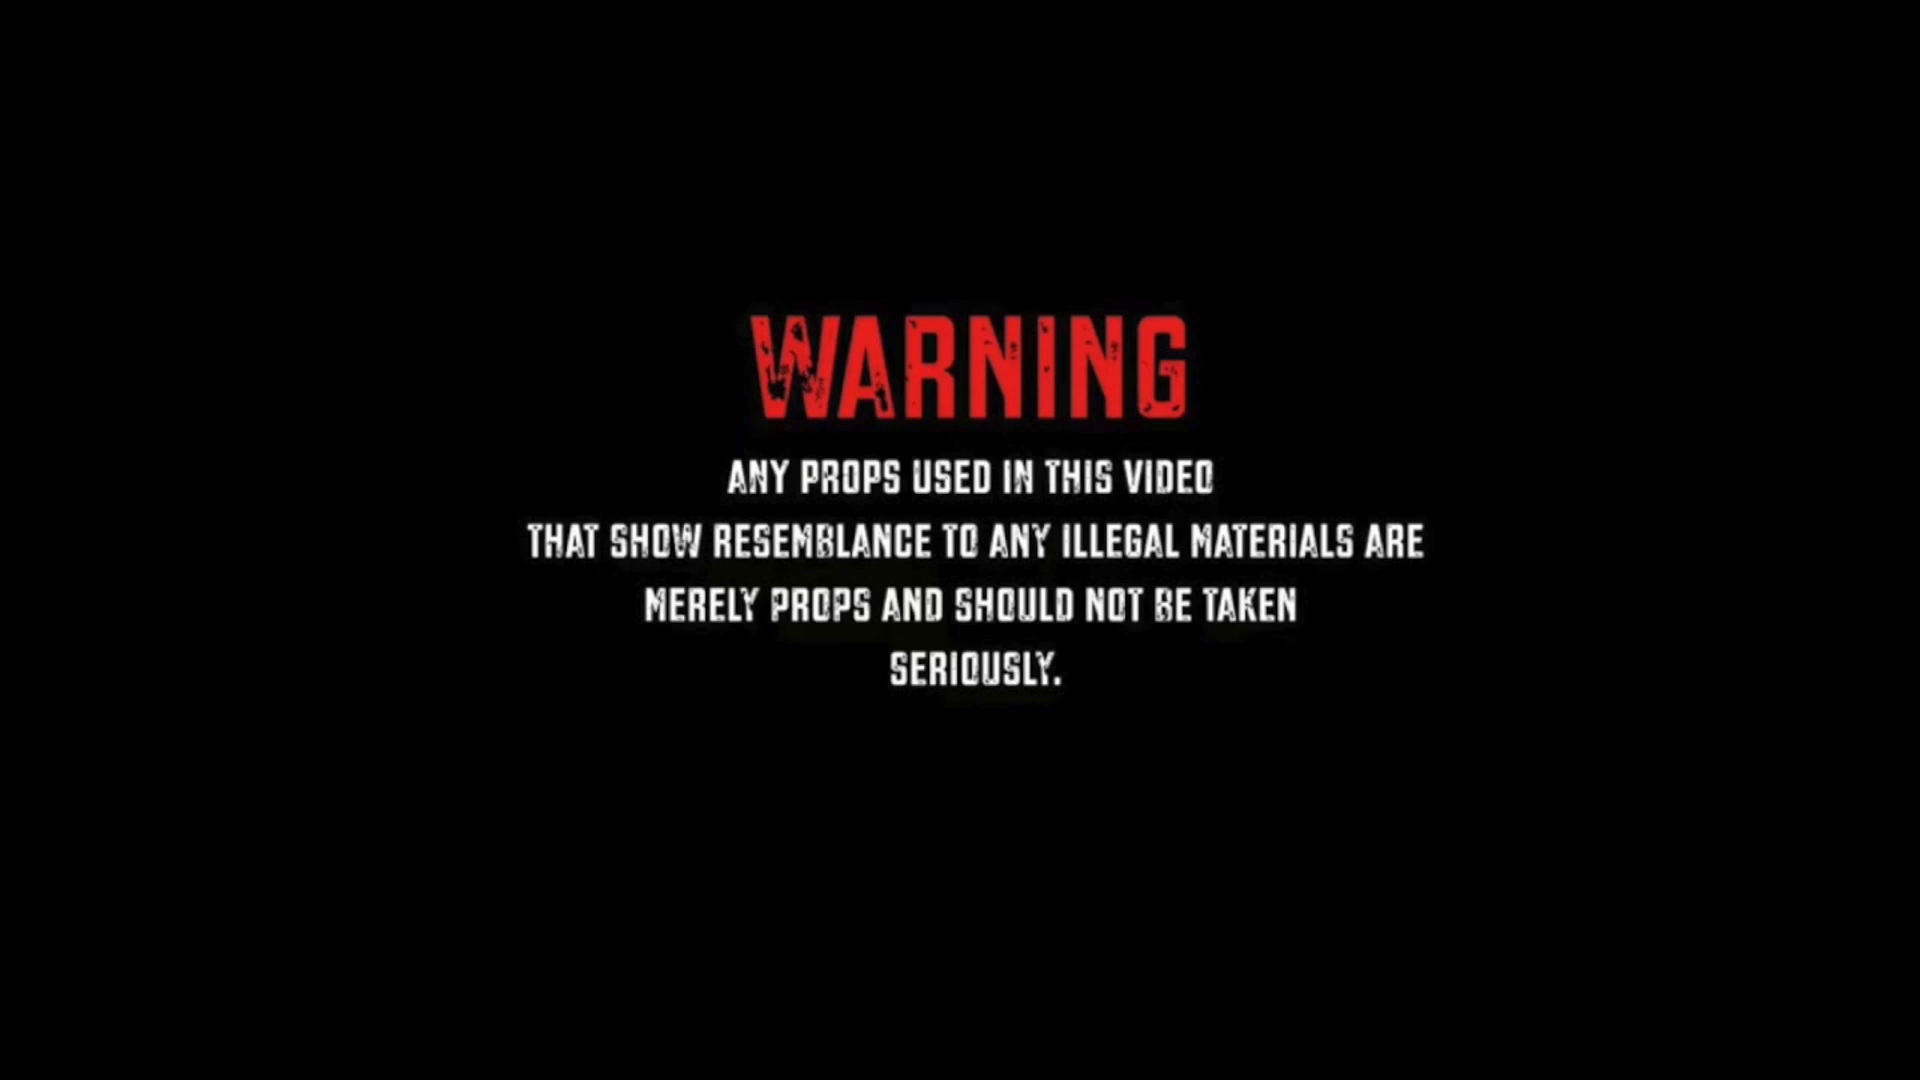 WARNING
ANY PROPS USED IN THIS VIDEO
THAT SHOW RESEMBLANCE TO ANY ILLEGAL MATERIALS ARE
MERELY PROPS AND SHOULD NOT BE TAKEN
SERIOUSLY.